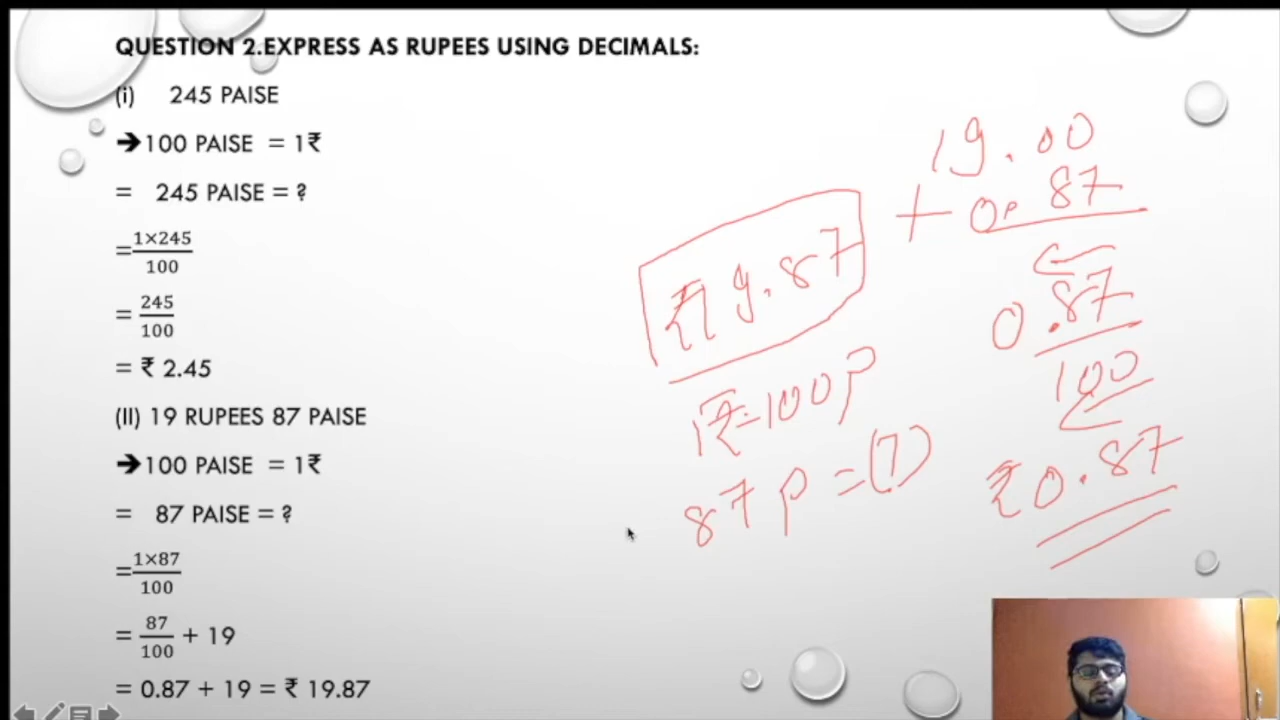 QUESTION 2.EXPRESS AS RUPEES USING DECIMALS:
(i) 245 PAISE
➔100 PAISE = 1₹
= 245 PAISE = ?
=1×245/100
= 245/100
= ₹ 2.45
(II) 19 RUPEES 87 PAISE
➔100 PAISE = 1₹
= 87 PAISE = ?
=1×87/100
= 87/100 + 19
= 0.87 + 19 = ₹ 19.87
19.00
+ 0.87
₹19.87
0.87
100
1₹=100P
87 P = (?)
₹0.87